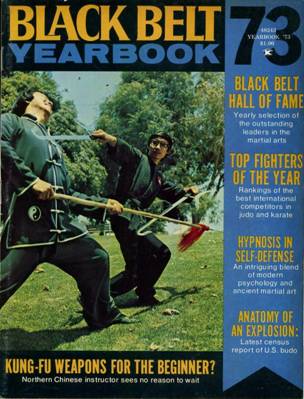 BLACK BELT
YEARBOOK
73
48243
YEARBOOK '73
$1.00
BLACK BELT
HALL OF FAME
Yearly selection of
the outstanding
leaders in the
martial arts
TOP FIGHTERS
OF THE YEAR
Rankings of the
best international
competitors in
judo and karate
HYPNOSIS IN
SELF-DEFENSE
An intriguing blend
of modern
psychology and
ancient martial art
ANATOMY OF
AN EXPLOSION:
Latest census
report of U.S. budo
KUNG-FU WEAPONS FOR THE BEGINNER?
Northern Chinese instructor sees no reason to wait